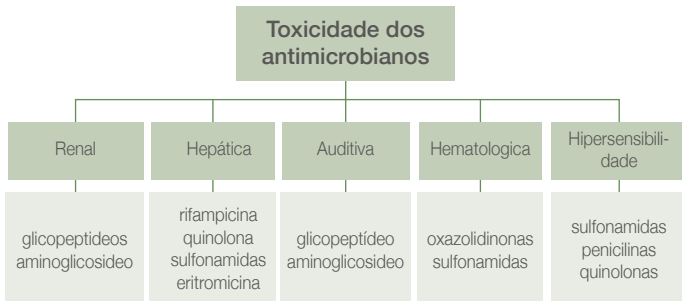 Toxicidade dos
antimicrobianos
Renal
Hepática
Auditiva
Hematologica
Hipersensibili-
dade
glicopeptideos
aminoglicosideo
rifampicina
quinolona
sulfonamidas
eritromicina
glicopeptídeo
aminoglicosideo
oxazolidinonas
sulfonamidas
sulfonamidas
penicilinas
quinolonas